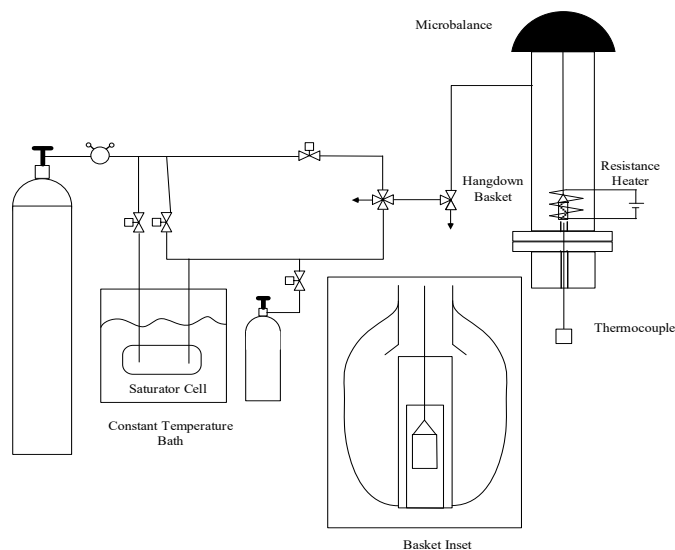 Microbalance
Resistance
Heater
Hangdown
Basket
Thermocouple
Saturator Cell
Constant Temperature
Bath
Basket Inset